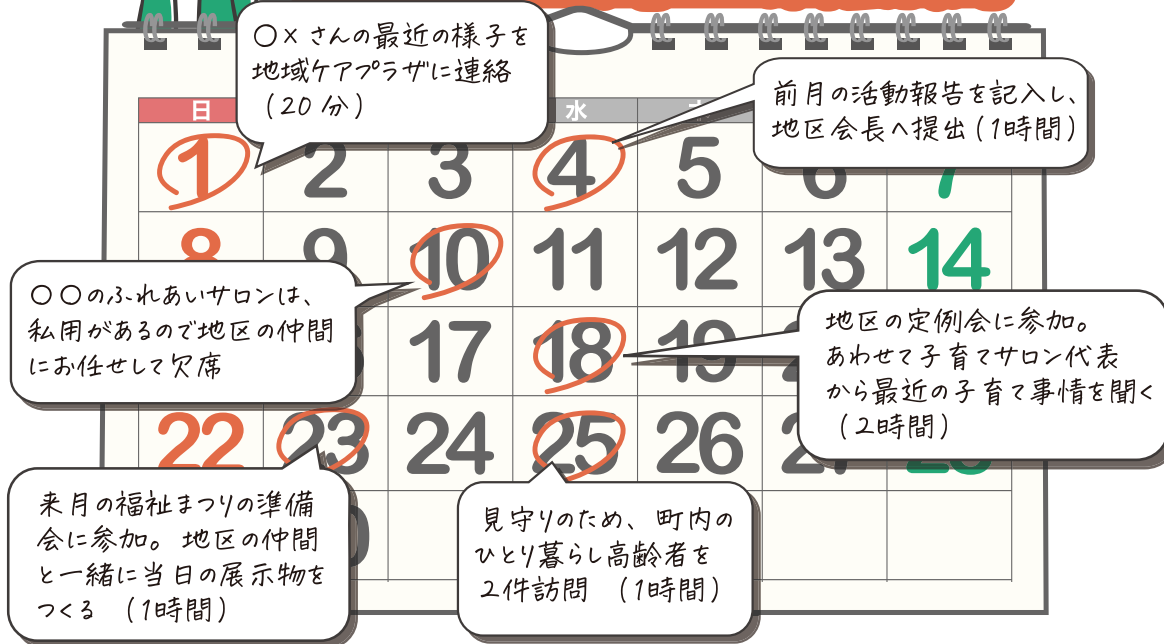 ○×さんの最近の様子を
地域ケアプラザに連絡
(20分)
前月の活動報告を記入し、
地区会長へ提出(1時間)
日
水
1
2
3
4
5
6
7
8
9
10
11
12
13
14
○○のふれあいサロンは、
私用があるので地区の仲間
にお任せして欠席
17
18
19
地区の定例会に参加。
あわせて子育てサロン代表
から最近の子育て事情を聞く
(2時間)
22
23
24
25
26
来月の福祉まつりの準備
会に参加。地区の仲間
と一緒に当日の展示物を
つくる (1時間)
見守りのため、町内の
ひとり暮らし高齢者を
2件訪問 (1時間)